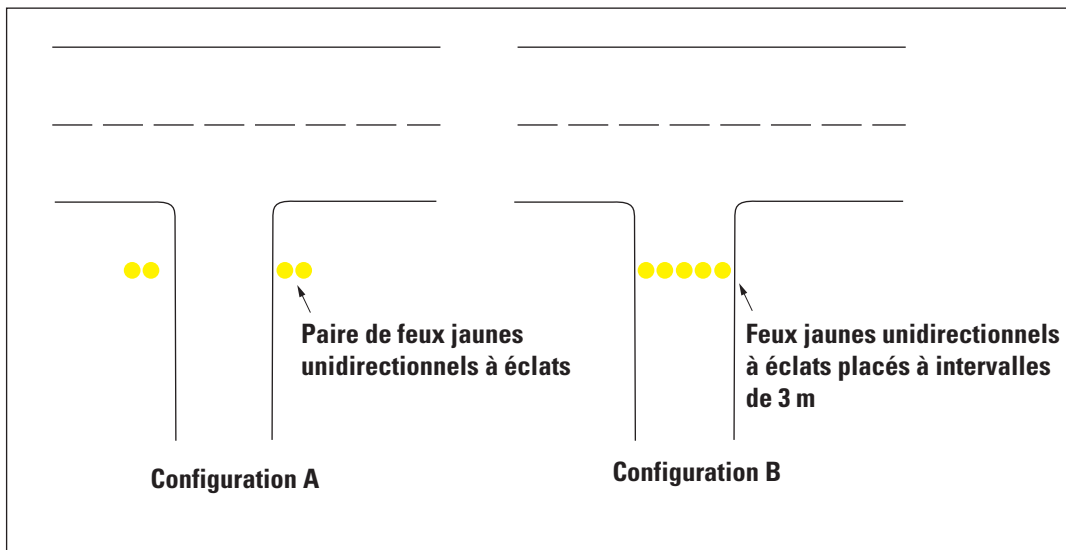 Paire de feux jaunes
unidirectionnels à éclats
Configuration A
Feux jaunes unidirectionnels
à éclats placés à intervalles
de 3 m
Configuration B